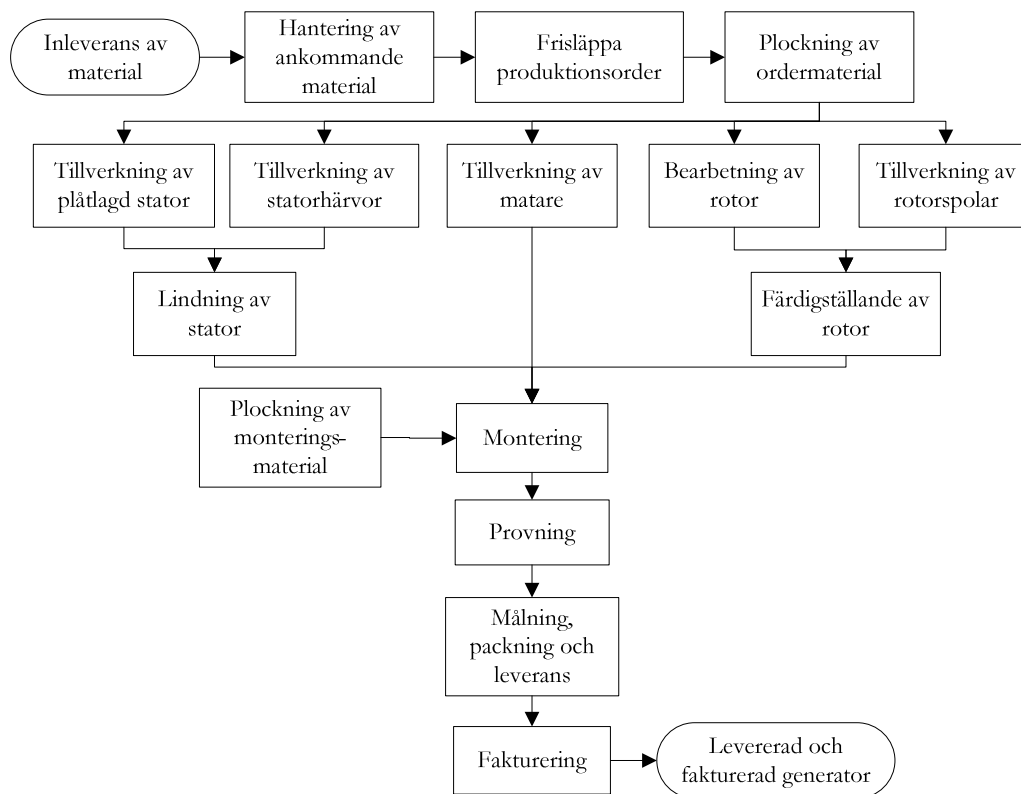 Inleverans av
material
Hantering av
ankommande
material
Frisläppa
produktionsorder
Plockning av
ordermaterial
Tillverkning av
plåtlagd stator
Tillverkning av
statorhärvor
Tillverkning av
matare
Bearbetning av
rotor
Tillverkning av
rotorspolar
Lindning av
stator
Färdigställande av
rotor
Plockning av
monterings-
material
Montering
Provning
Målning,
packning och
leverans
Fakturering
Levererad och
fakturerad generator